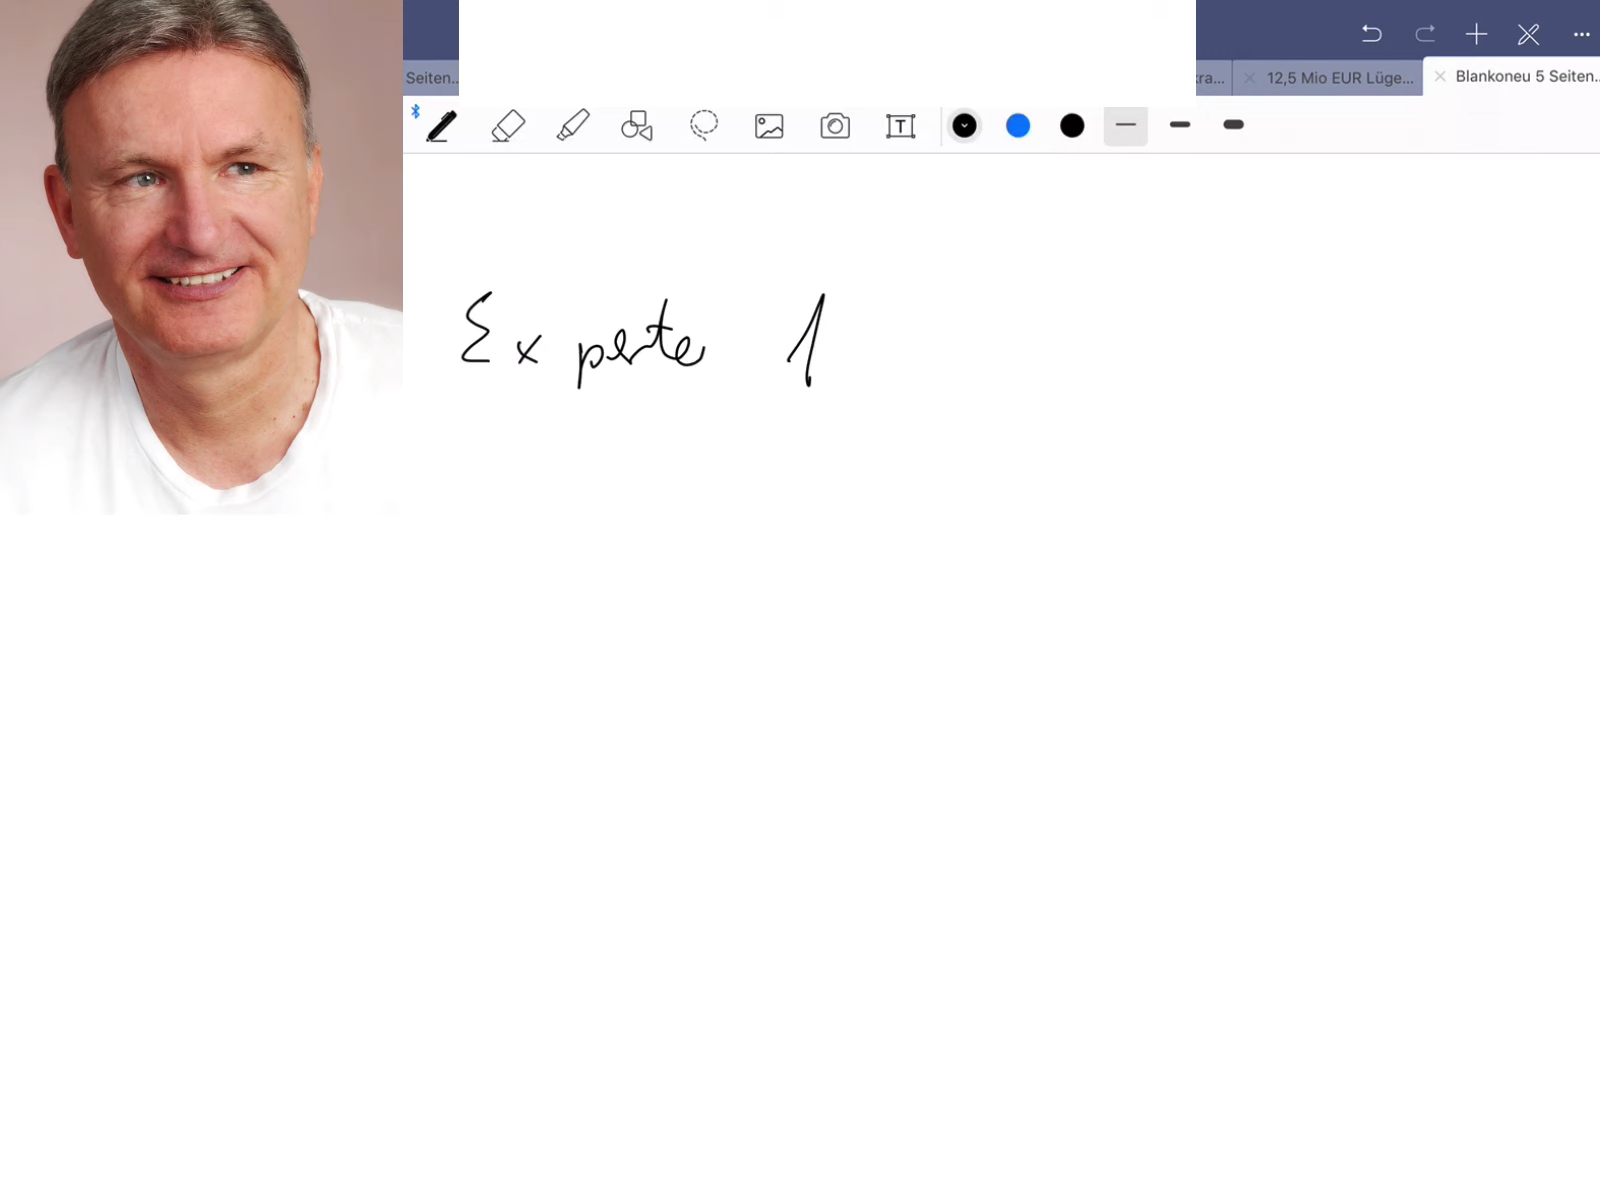 Seiten...
ra...
12,5 Mio EUR Lüge...
Blankoneu 5 Seiten...
T
Experte 1